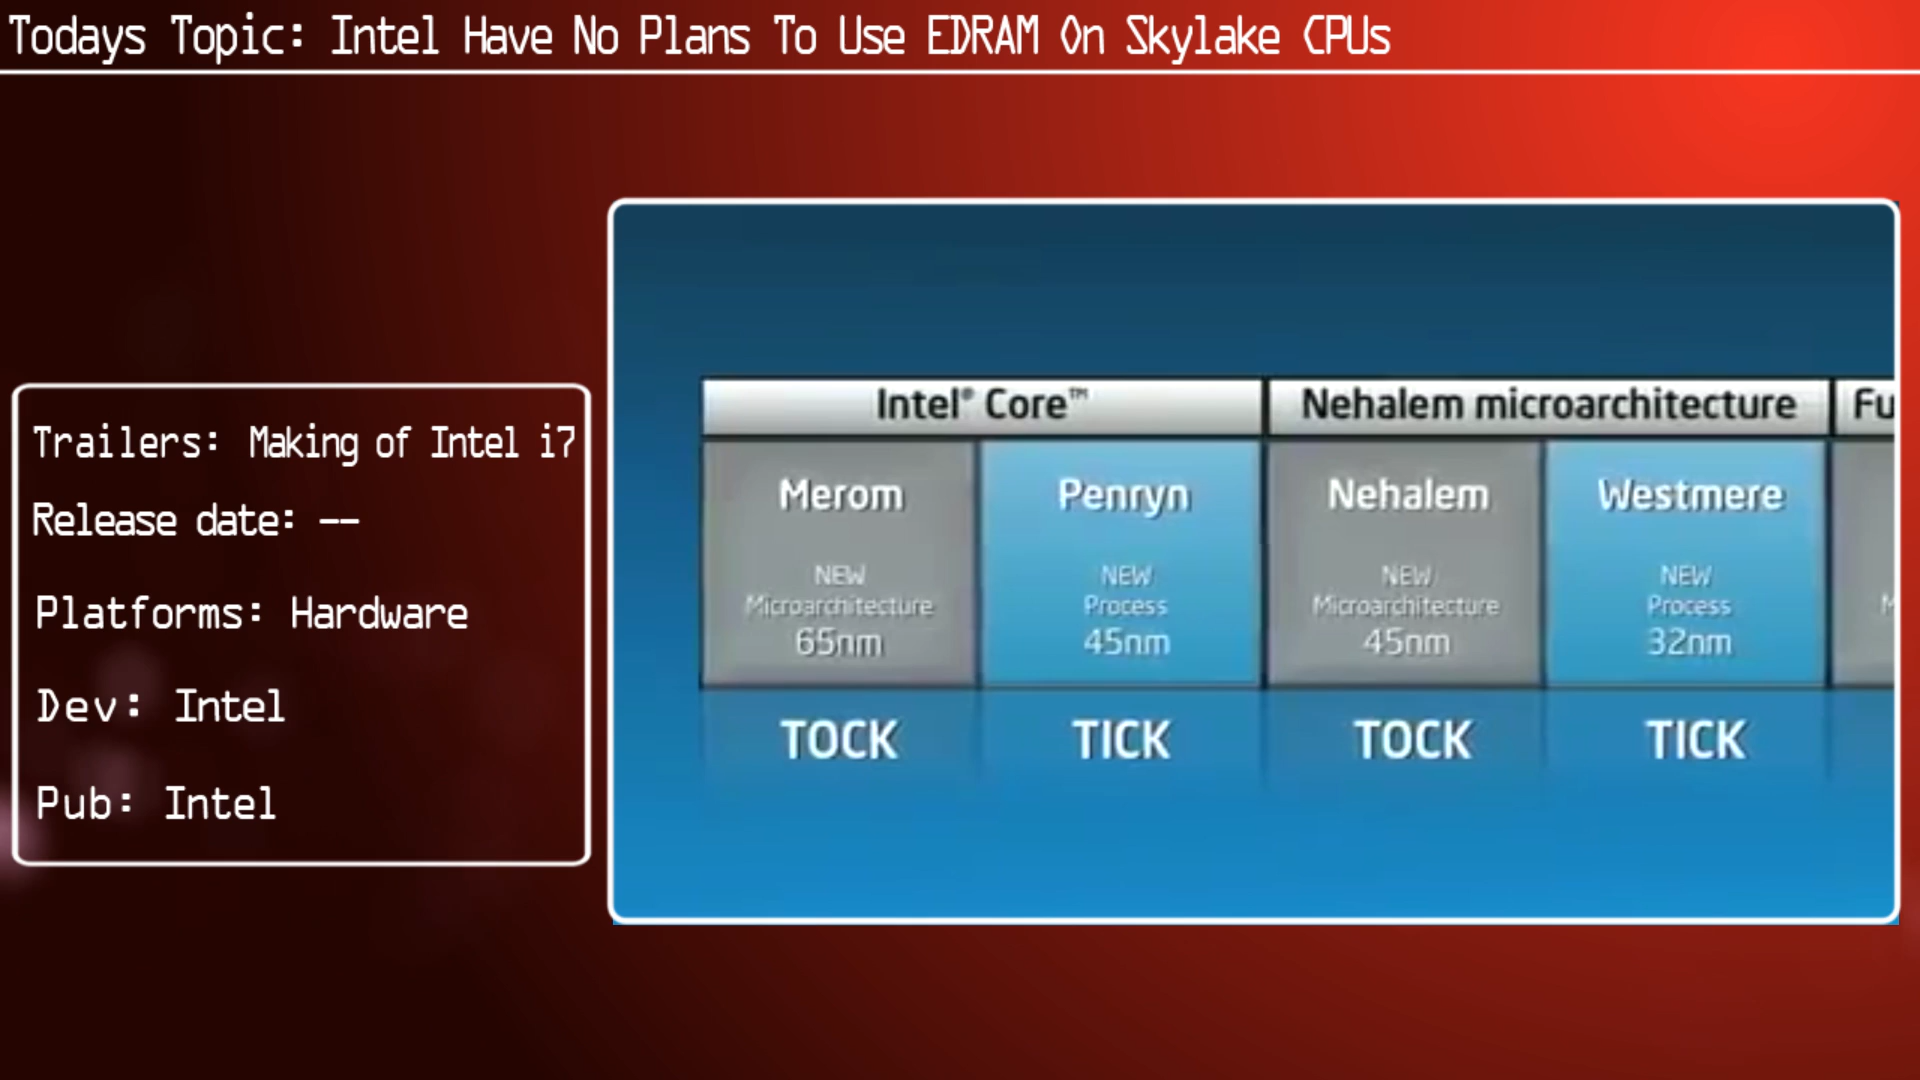 Todays Topic: Intel Have No Plans To Use EDRAM On Skylake CPUs
Trailers: Making of Intel i7
Release date: --
Platforms: Hardware
Dev: Intel
Pub: Intel
Intel® Core™ Nehalem microarchitecture Fu
Merom Penryn Nehalem Westmere
NEW NEW NEW NEW
Microarchitecture Process Microarchitecture Process M
65nm 45nm 45nm 32nm
TOCK TICK TOCK TICK